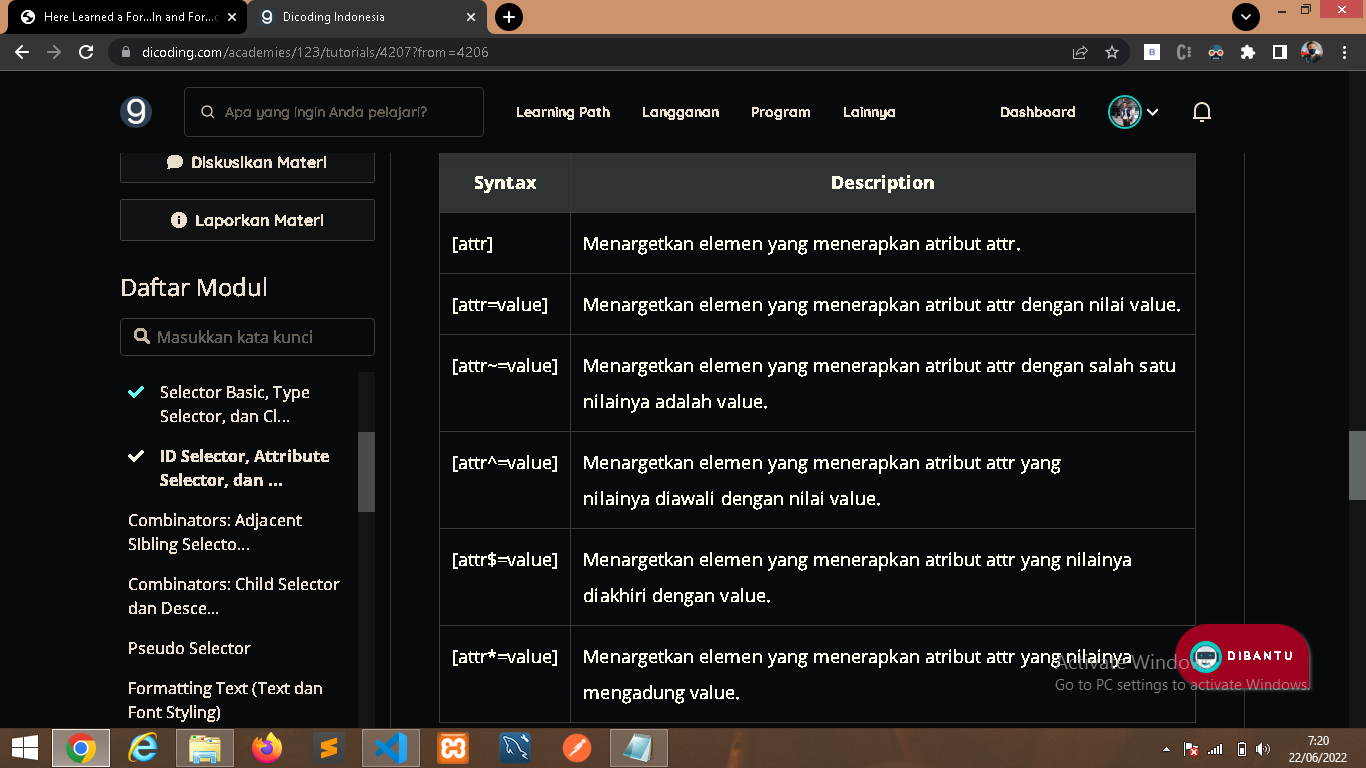 Here Learned a For...In and For...
Dicoding Indonesia
dicoding.com/academies/123/tutorials/4207?from=4206
Apa yang ingin Anda pelajari?
Learning Path
Langganan
Program
Lainnya
Dashboard
Diskusikan Materi
Laporkan Materi
Daftar Modul
Masukkan kata kunci
Selector Basic, Type
Selector, dan Cl...
ID Selector, Attribute
Selector, dan ...
Combinators: Adjacent
SIbling Selecto...
Combinators: Child Selector
dan Desce...
Pseudo Selector
Formatting Text (Text dan
Font Styling)
Syntax
Description
[attr]
Menargetkan elemen yang menerapkan atribut attr.
[attr=value]
Menargetkan elemen yang menerapkan atribut attr dengan nilai value.
[attr~=value]
Menargetkan elemen yang menerapkan atribut attr dengan salah satu
nilainya adalah value.
[attr^=value]
Menargetkan elemen yang menerapkan atribut attr yang
nilainya diawali dengan nilai value.
[attr$=value]
Menargetkan elemen yang menerapkan atribut attr yang nilainya
diakhiri dengan value.
[attr*=value]
Menargetkan elemen yang menerapkan atribut attr yang nilainya
mengadung value.
DIBANTU
Activate Windo
Go to PC settings to activate Windows.
7:20
22/06/2022